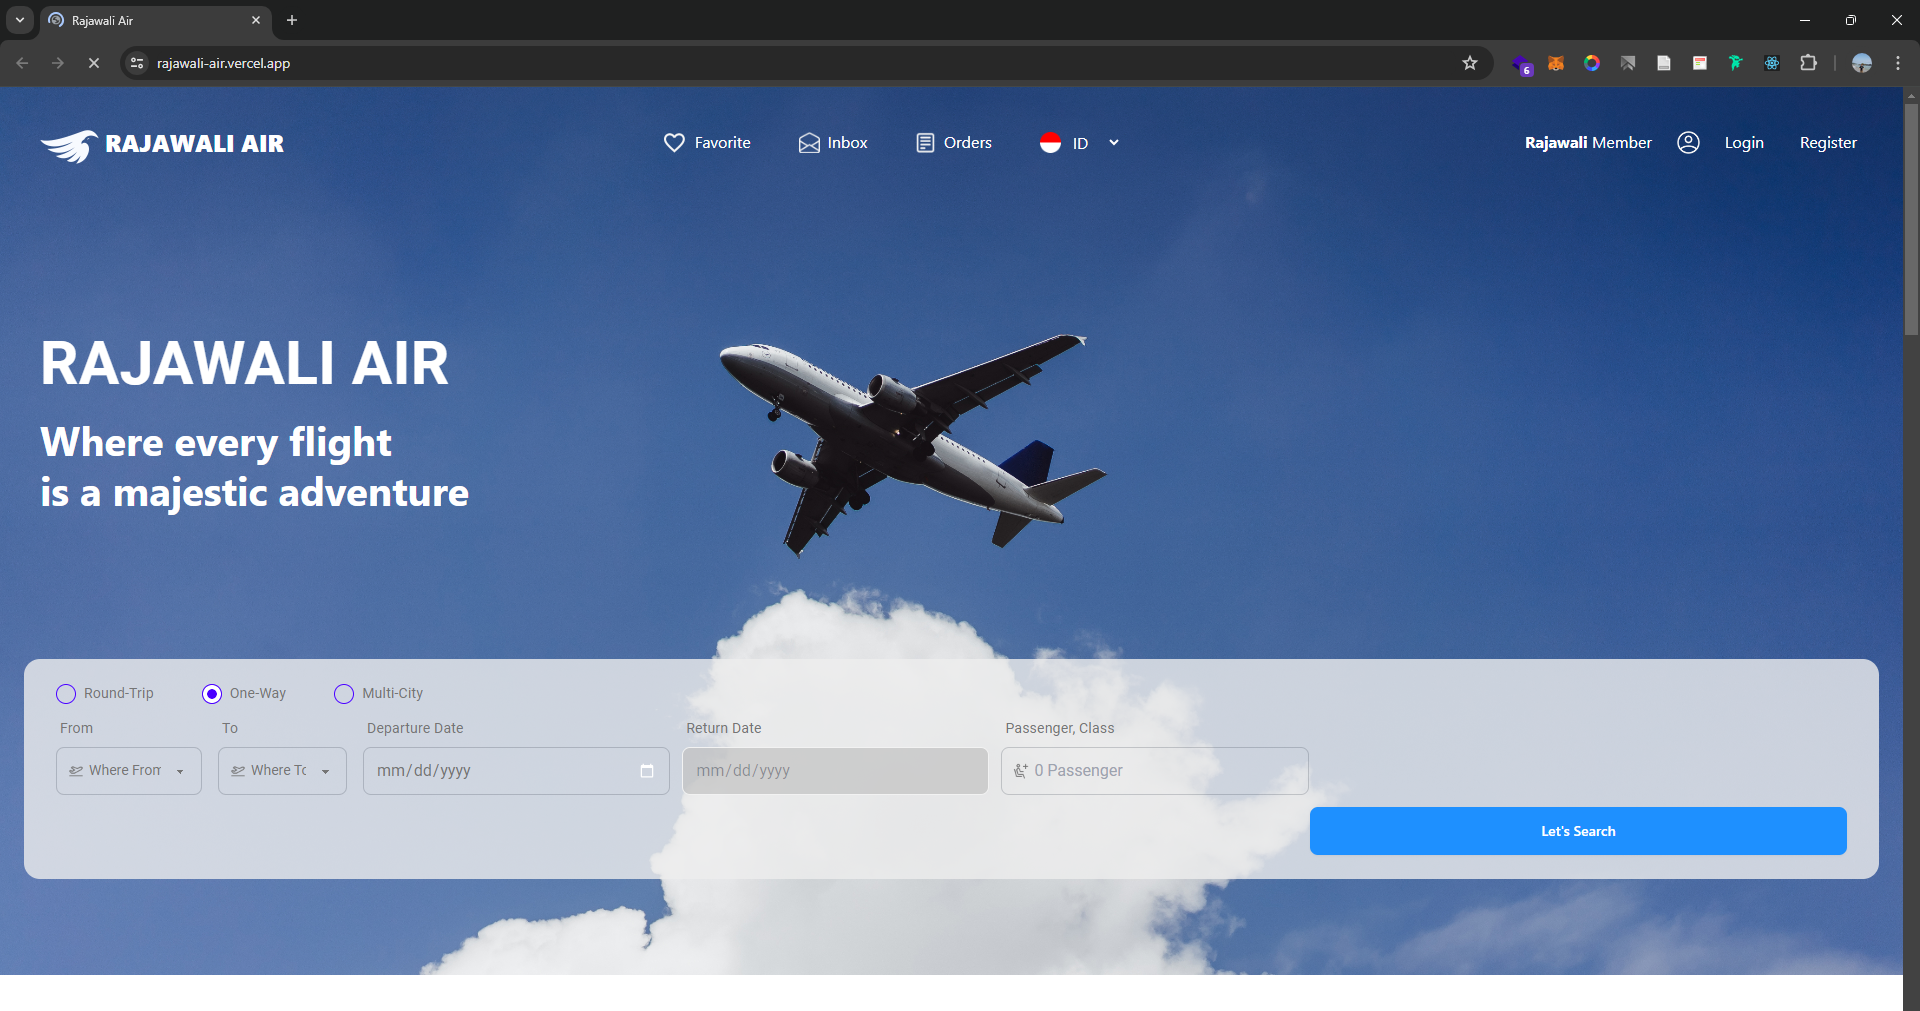 Rajawali Air
rajawali-air.vercel.app
6
RAJAWALI AIR
Favorite
Inbox
Orders
ID
Rajawali Member
Login
Register
RAJAWALI AIR
Where every flight
is a majestic adventure
Round-Trip
One-Way
Multi-City
From
To
Departure Date
Return Date
Passenger, Class
Where From
Where To
mm/dd/yyyy
mm/dd/yyyy
0 Passenger
Let's Search